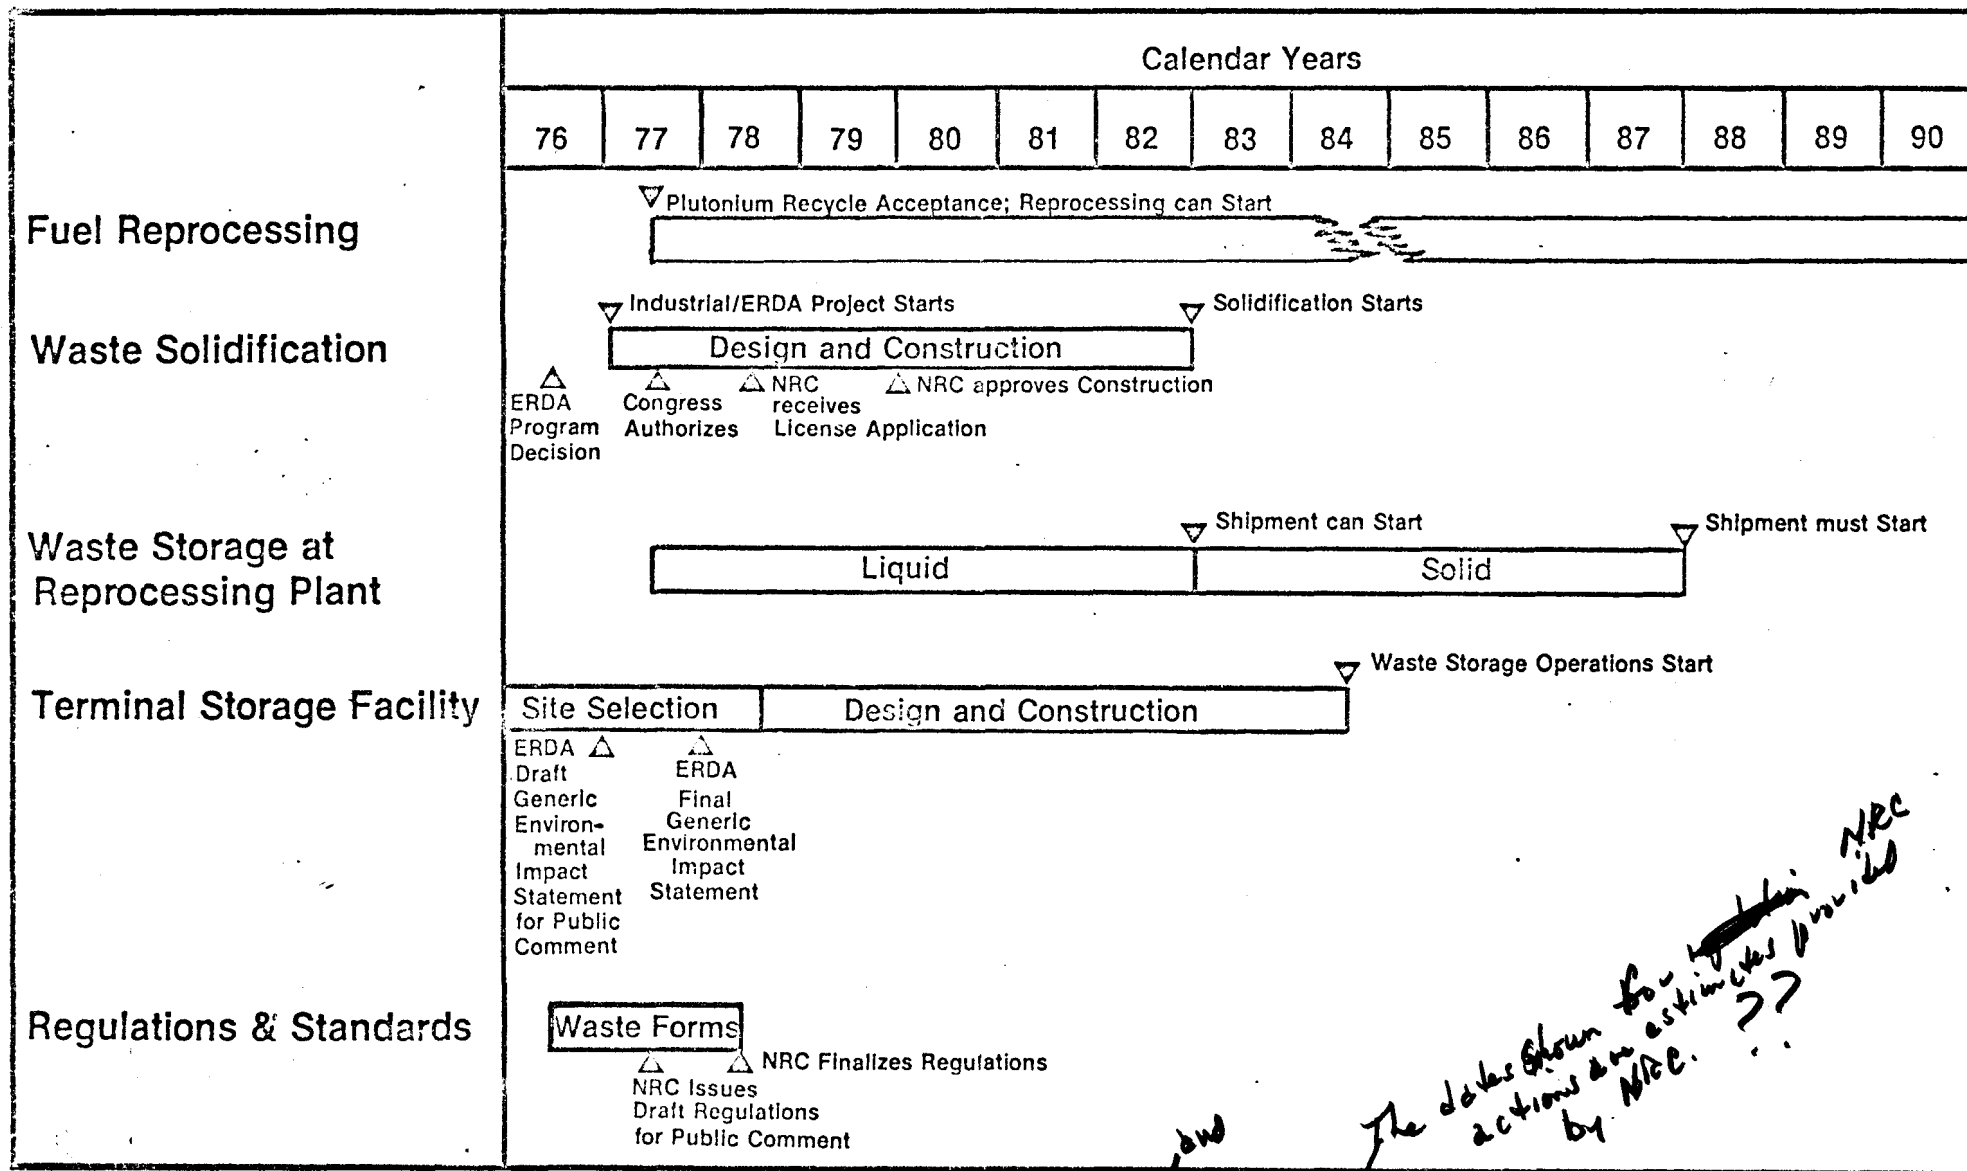 Calendar Years
76 77 78 79 80 81 82 83 84 85 86 87 88 89 90
Fuel Reprocessing
Plutonium Recycle Acceptance; Reprocessing can Start
Waste Solidification
Industrial/ERDA Project Starts
Solidification Starts
Design and Construction
ERDA
Program
Decision
Congress
Authorizes
NRC
receives
License Application
NRC approves Construction
Waste Storage at
Reprocessing Plant
Shipment can Start
Shipment must Start
Liquid
Solid
Terminal Storage Facility
Waste Storage Operations Start
Site Selection
Design and Construction
ERDA
Draft
Generic
Environ-
mental
Impact
Statement
for Public
Comment
ERDA
Final
Generic
Environmental
Impact
Statement
Regulations & Standards
Waste Forms
NRC Finalizes Regulations
NRC Issues
Draft Regulations
for Public Comment
, and
The dates shown for NRC
actions are estimates provided
by NRC. ??